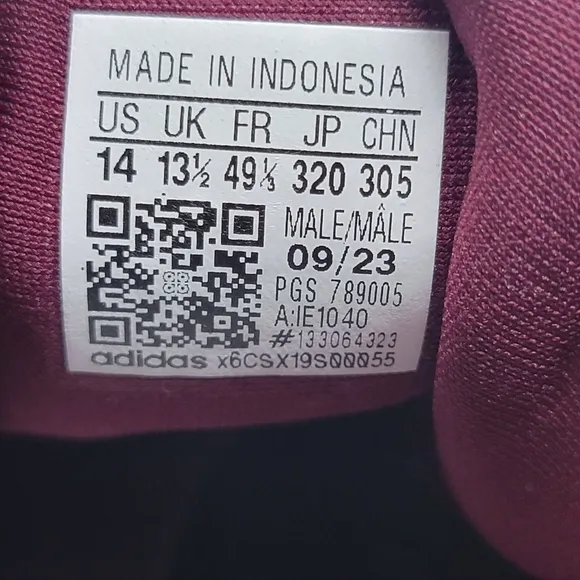 MADE IN INDONESIA
US UK FR JP CHN
14 13½ 49⅓ 320 305
MALE/MÂLE
09/23
PGS 789005
A:IE1040
#133064323
adidas x6CSX19S00055